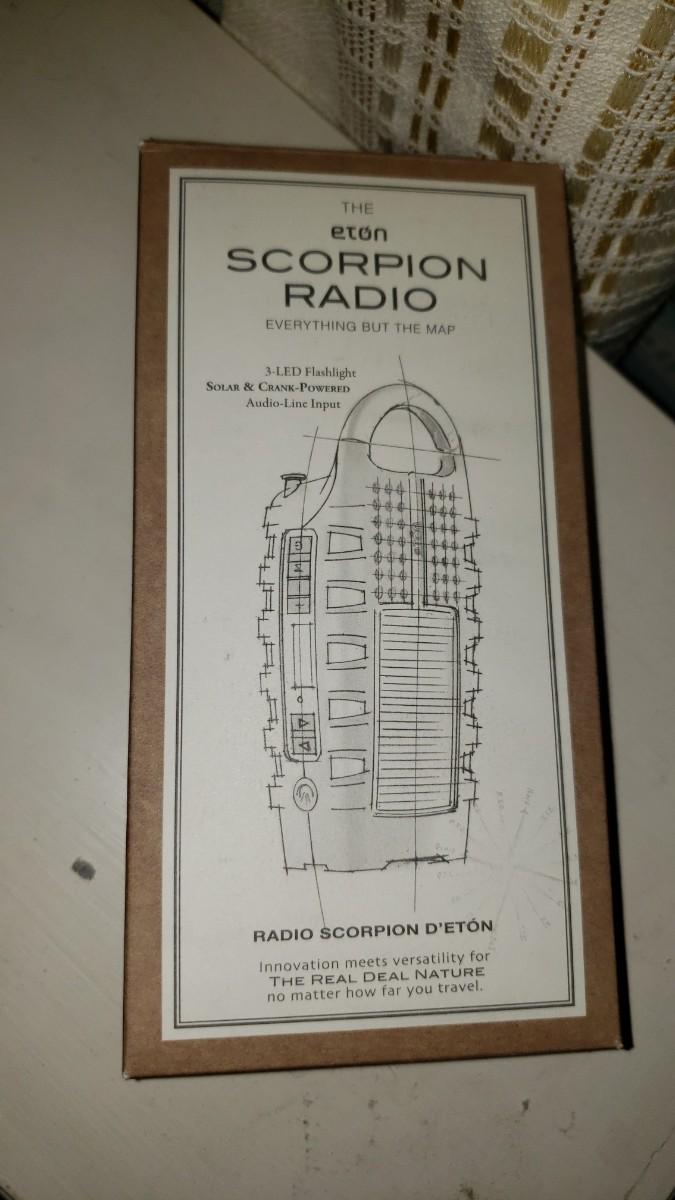 THE
etón
SCORPION
RADIO
EVERYTHING BUT THE MAP
3-LED Flashlight
SOLAR & CRANK-POWERED
Audio-Line Input
RADIO SCORPION D'ETÓN
Innovation meets versatility for
THE REAL DEAL NATURE
no matter how far you travel.